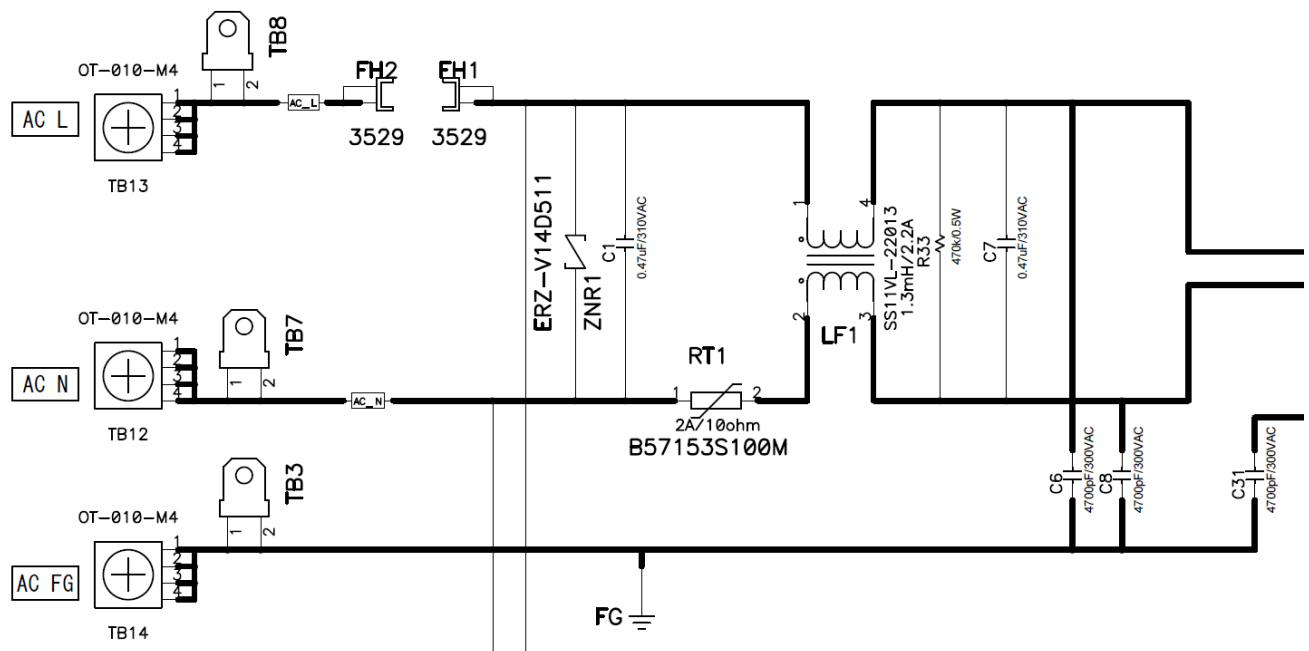 TB8
OT-010-M4
FH2
FH1
1
2
1
2
3
4
AC_L
AC L
3529
3529
TB13
ERZ-V14D511
ZNR1
C1
0.47uF/310VAC
1
4
2
3
LF1
SS11VL-22013
1.3mH/2.2A
R33
470k/0.5W
C7
0.47uF/310VAC
OT-010-M4
TB7
1
2
3
4
1
2
AC N
AC_N
TB12
RT1
1
2
2A/10ohm
B57153S100M
TB3
C6
4700pF/300VAC
C8
4700pF/300VAC
C31
4700pF/300VAC
OT-010-M4
1
2
1
2
3
4
AC FG
TB14
FG